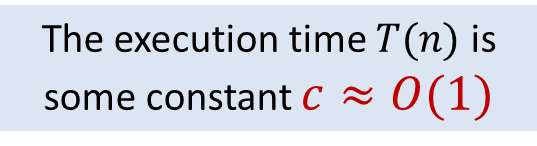 The execution time T(n) is
some constant c ≈ O(1)